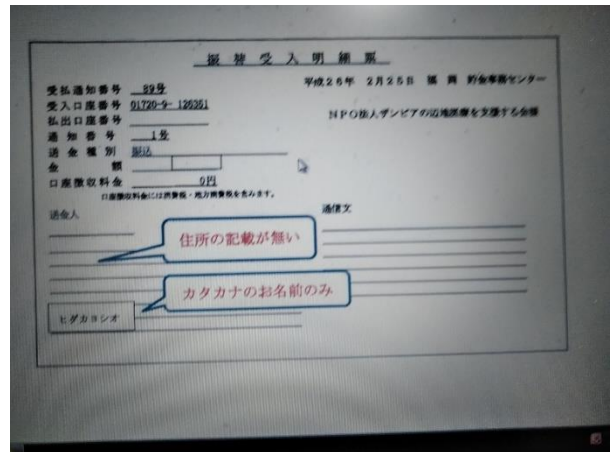 振替受入明細票
平成26年 2月25日 福岡 貯金事務センター
受払通知番号 89号
受入口座番号 01720-9- 126351
払出口座番号
NPO法人ザンビアの辺地医療を支援する会様
通知番号 1号
送金種別 振込
金額
口座徴収料金 0円
口座徴収料金には消費税・地方消費税を含みます。
送金人
通信文
住所の記載が無い
カタカナのお名前のみ
ヒダカヨシオ